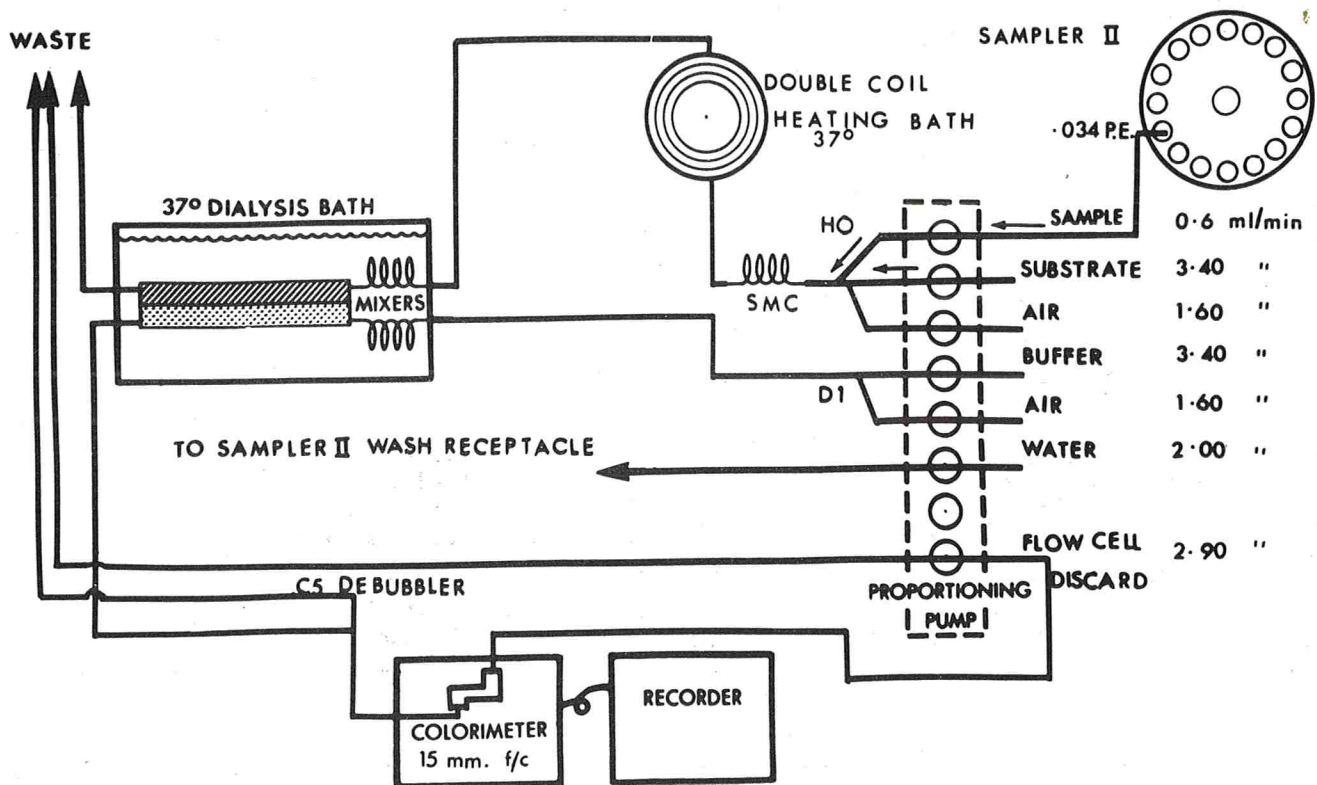 WASTE
SAMPLER II
DOUBLE COIL
HEATING BATH
37º
·034 P.E.
37º DIALYSIS BATH
MIXERS
HO
SMC
SAMPLE 0·6 ml/min
SUBSTRATE 3·40 "
AIR 1·60 "
BUFFER 3·40 "
D1
AIR 1·60 "
TO SAMPLER II WASH RECEPTACLE
WATER 2·00 "
FLOW CELL 2·90 "
DISCARD
C5 DEBUBBLER
PROPORTIONING
PUMP
COLORIMETER
15 mm. f/c
RECORDER